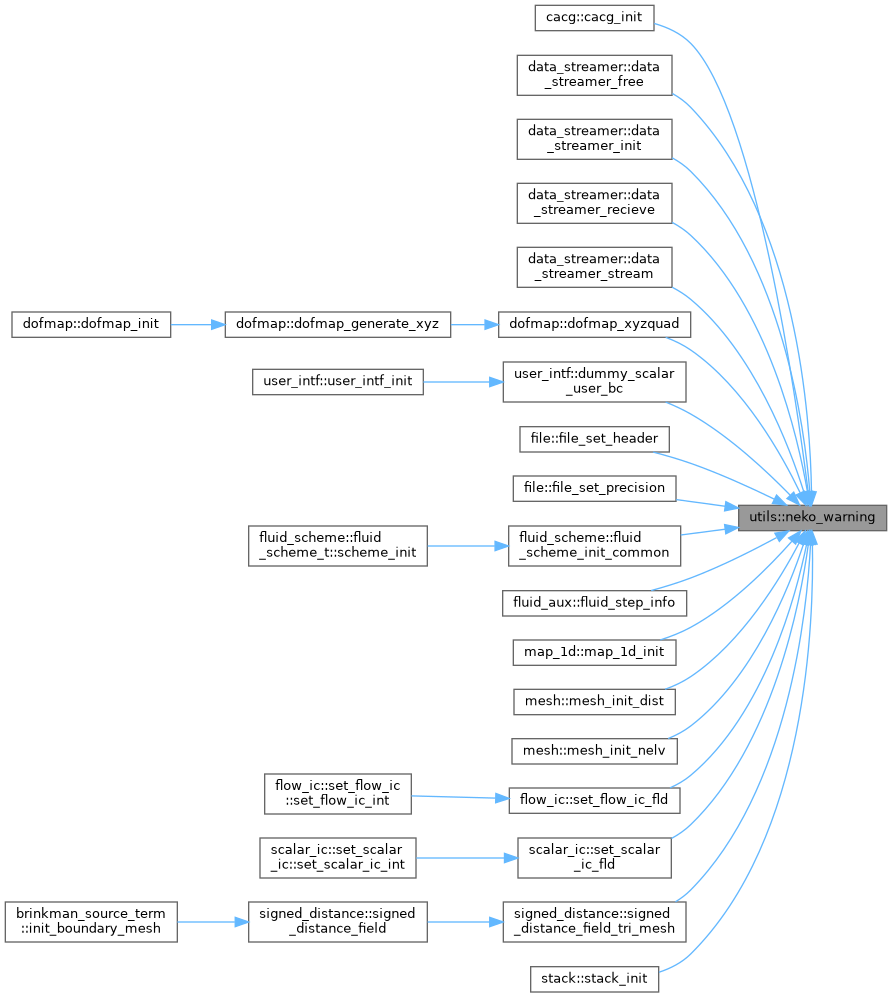 cacg::cacg_init
data_streamer::data
_streamer_free
data_streamer::data
_streamer_init
data_streamer::data
_streamer_recieve
data_streamer::data
_streamer_stream
dofmap::dofmap_init
dofmap::dofmap_generate_xyz
dofmap::dofmap_xyzquad
user_intf::user_intf_init
user_intf::dummy_scalar
_user_bc
file::file_set_header
file::file_set_precision
utils::neko_warning
fluid_scheme::fluid
_scheme_t::scheme_init
fluid_scheme::fluid
_scheme_init_common
fluid_aux::fluid_step_info
map_1d::map_1d_init
mesh::mesh_init_dist
mesh::mesh_init_nelv
flow_ic::set_flow_ic
::set_flow_ic_int
flow_ic::set_flow_ic_fld
scalar_ic::set_scalar
_ic::set_scalar_ic_int
scalar_ic::set_scalar
_ic_fld
brinkman_source_term
::init_boundary_mesh
signed_distance::signed
_distance_field
signed_distance::signed
_distance_field_tri_mesh
stack::stack_init